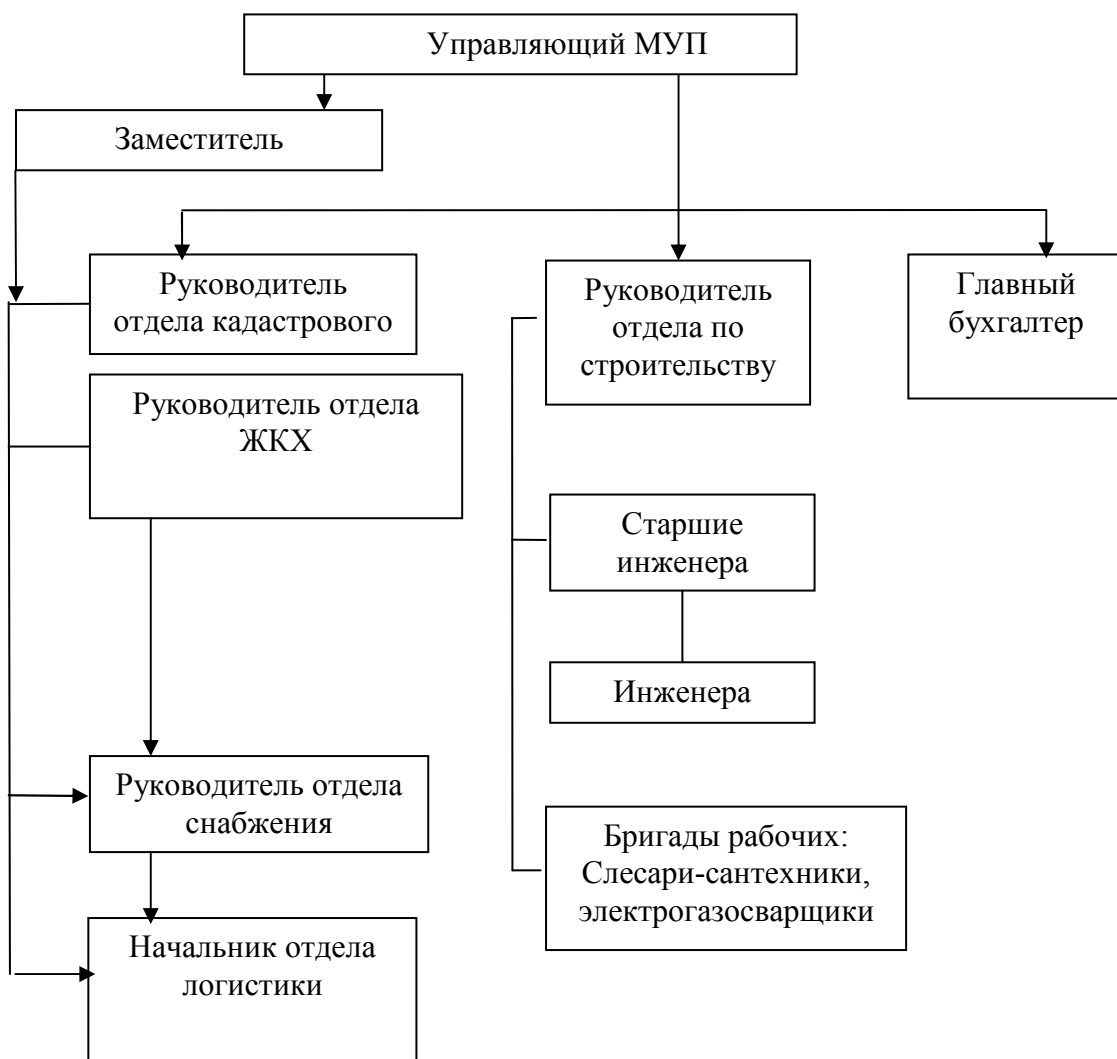 Управляющий МУП
Заместитель
Руководитель
отдела кадастрового
Руководитель
отдела по
строительству
Главный
бухгалтер
Руководитель отдела
ЖКХ
Старшие
инженера
Инженера
Руководитель отдела
снабжения
Бригады рабочих:
Слесари-сантехники,
электрогазосварщики
Начальник отдела
логистики